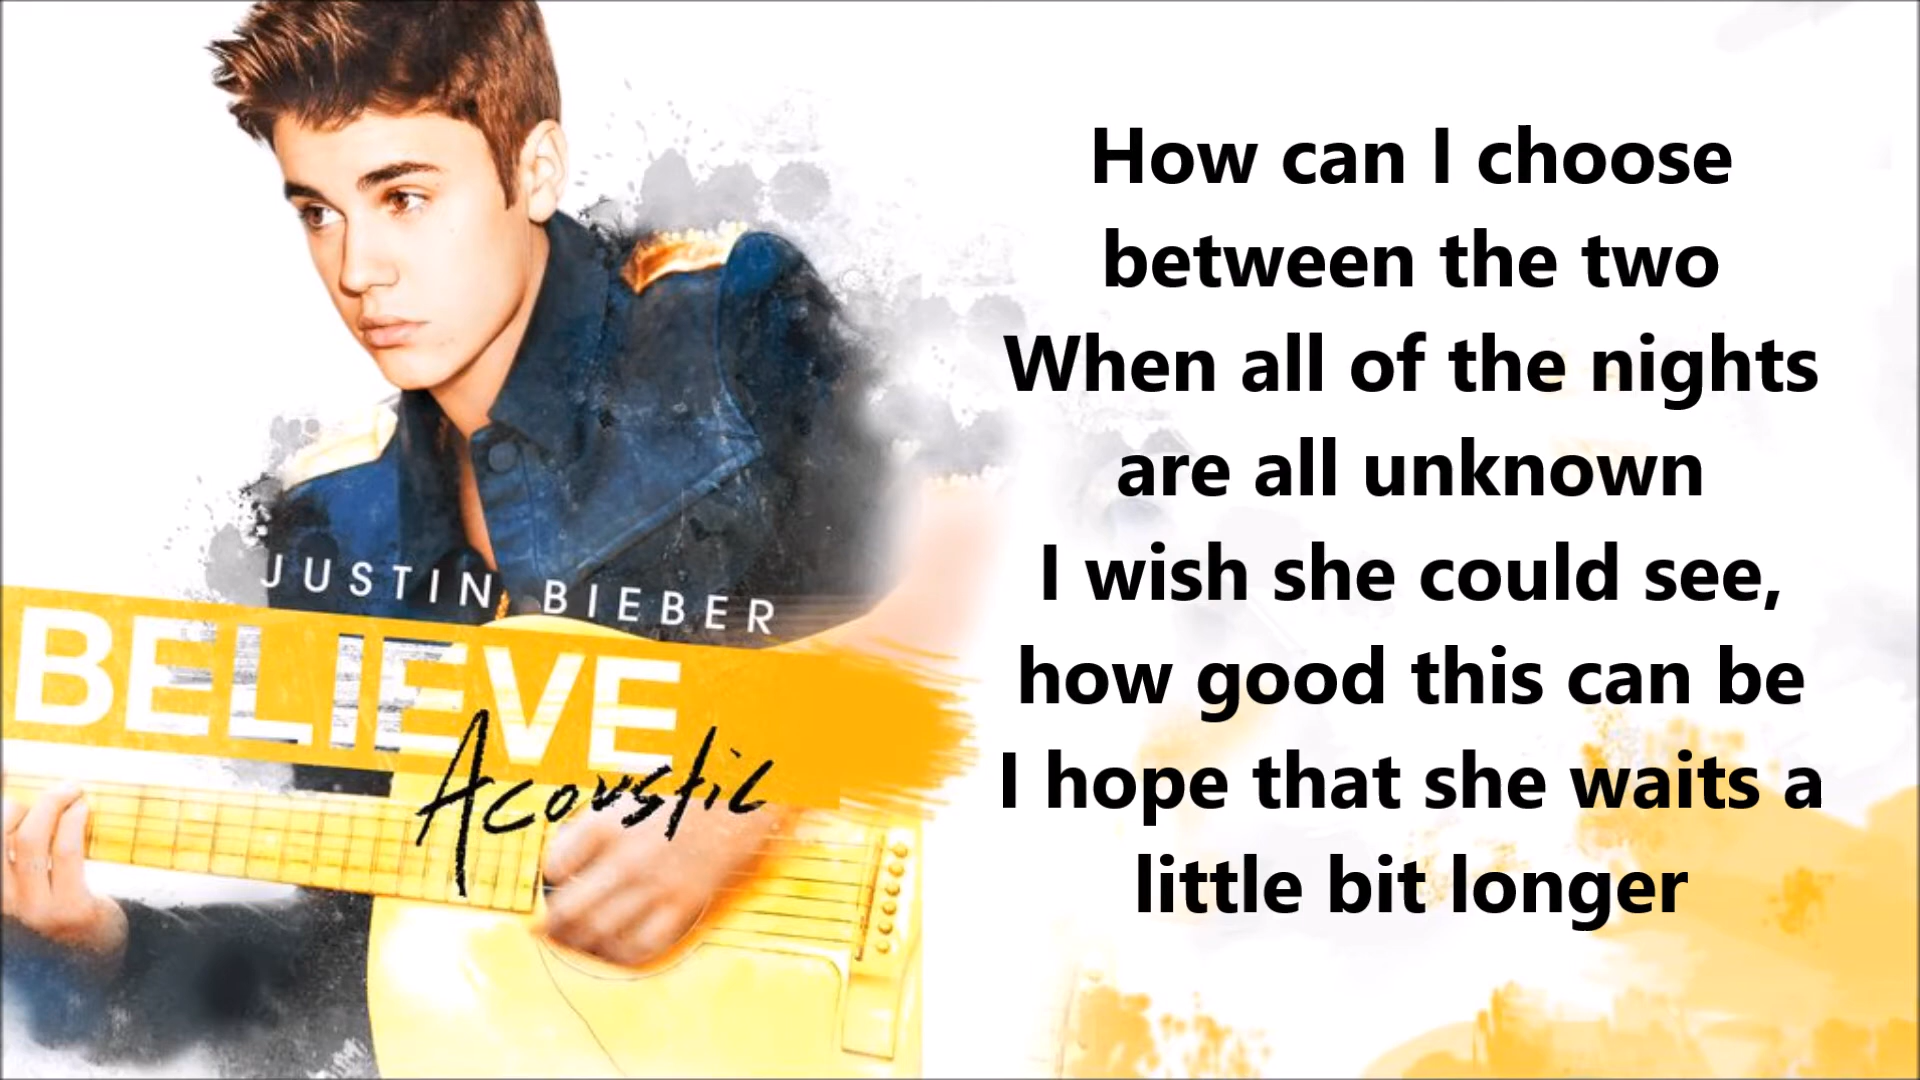 JUSTIN BIEBER
BELIEVE
Acoustic
How can I choose
between the two
When all of the nights
are all unknown
I wish she could see,
how good this can be
I hope that she waits a
little bit longer